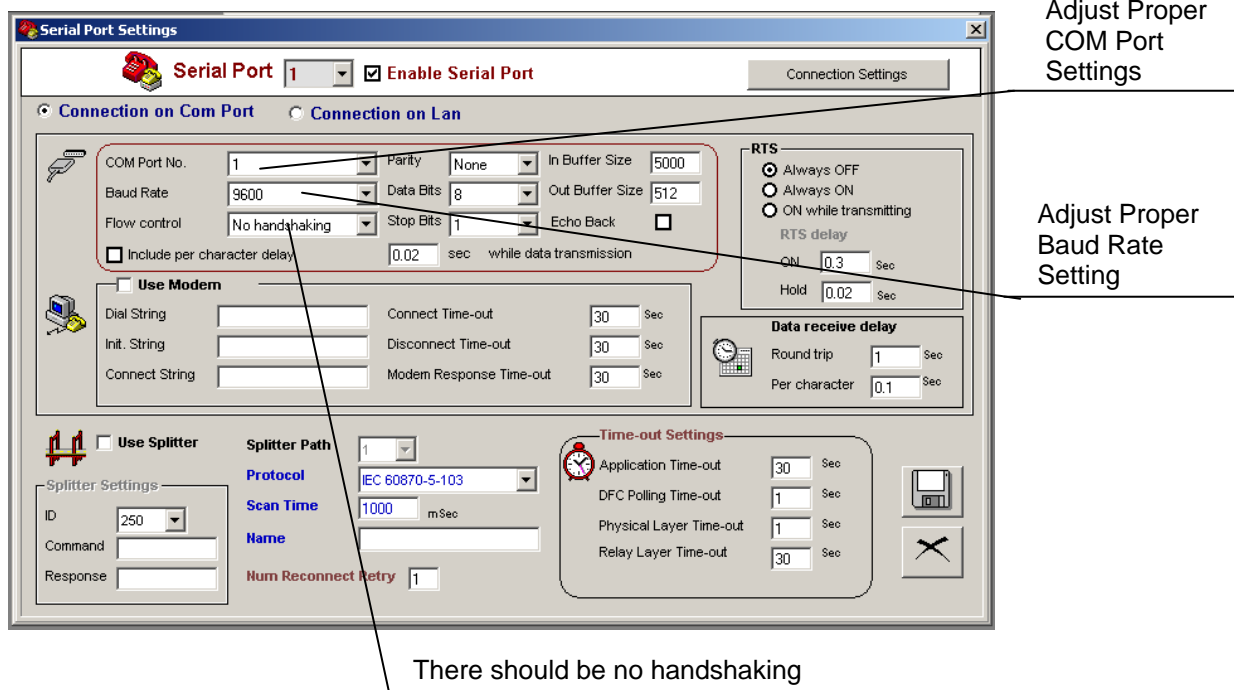 Adjust Proper
COM Port
Settings
Serial Port Settings
Serial Port 1 Enable Serial Port Connection Settings
Connection on Com Port Connection on Lan
COM Port No. 1 Parity None In Buffer Size 5000
Baud Rate 9600 Data Bits 8 Out Buffer Size 512
Flow control No handshaking Stop Bits 1 Echo Back
Include per character delay 0.02 sec while data transmission
RTS
Always OFF
Always ON
ON while transmitting
RTS delay
ON 0.3 Sec
Hold 0.02 Sec
Adjust Proper
Baud Rate
Setting
Use Modem
Dial String Connect Time-out 30 Sec
Init. String Disconnect Time-out 30 Sec
Connect String Modem Response Time-out 30 Sec
Data receive delay
Round trip 1 Sec
Per character 0.1 Sec
Use Splitter
Splitter Settings
ID 250
Command
Response
Splitter Path 1
Protocol IEC 60870-5-103
Scan Time 1000 mSec
Name
Num Reconnect Retry 1
Time-out Settings
Application Time-out 30 Sec
DFC Polling Time-out 1 Sec
Physical Layer Time-out 1 Sec
Relay Layer Time-out 30 Sec
There should be no handshaking